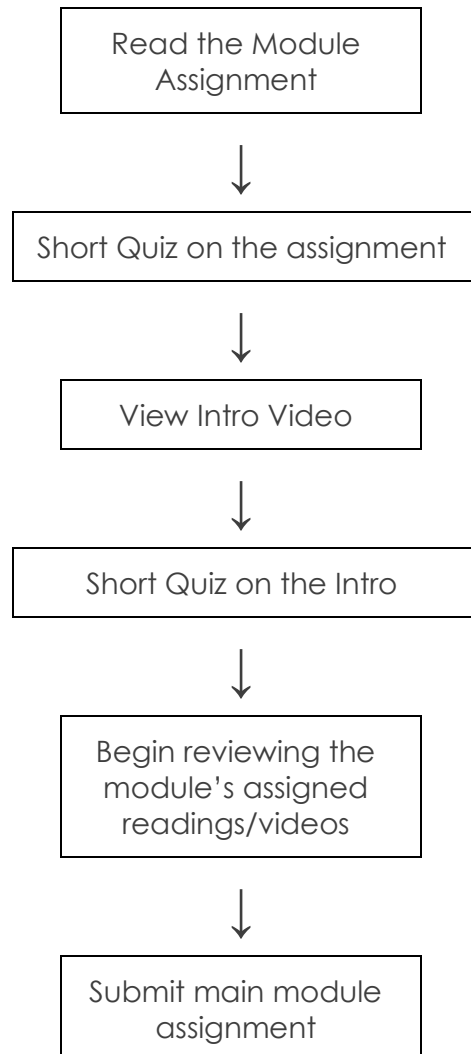 Read the Module
Assignment
Short Quiz on the assignment
View Intro Video
Short Quiz on the Intro
Begin reviewing the
module’s assigned
readings/videos
Submit main module
assignment